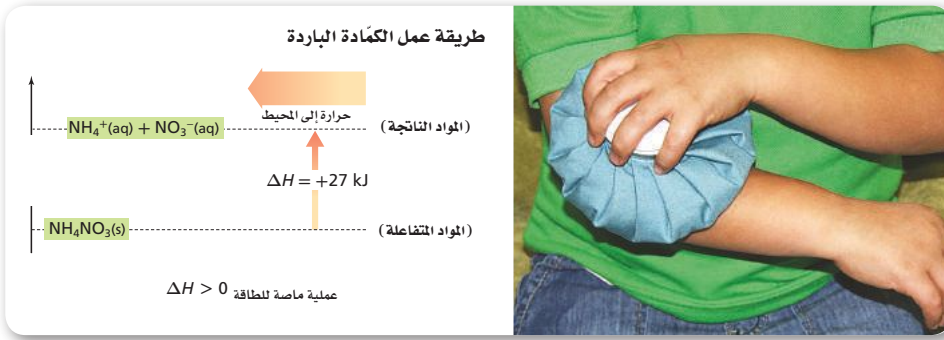 طريقة عمل الكمّادة الباردة
حرارة إلى المحيط
(المواد الناتجة)
NH₄⁺(aq) + NO₃⁻(aq)
ΔH = +27 kJ
(المواد المتفاعلة)
NH₄NO₃(s)
عملية ماصة للطاقة ΔH > 0